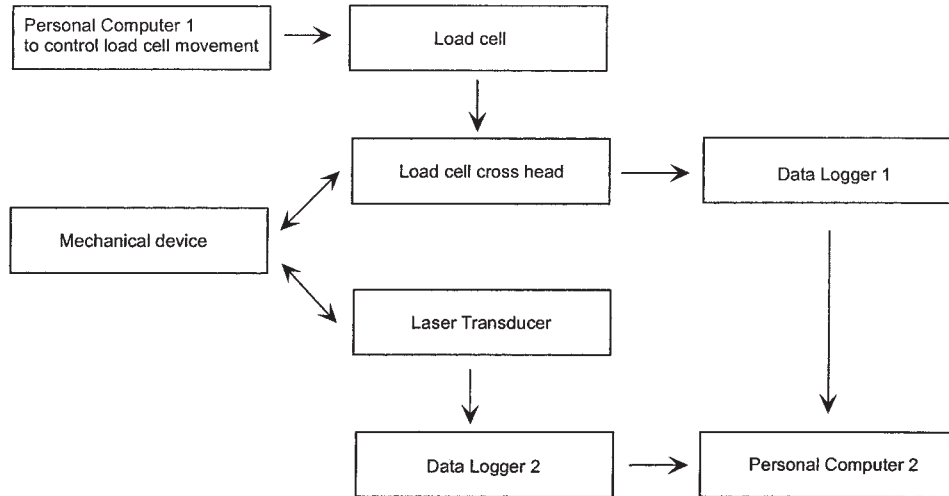 Personal Computer 1
to control load cell movement
Load cell
Load cell cross head
Data Logger 1
Mechanical device
Laser Transducer
Data Logger 2
Personal Computer 2